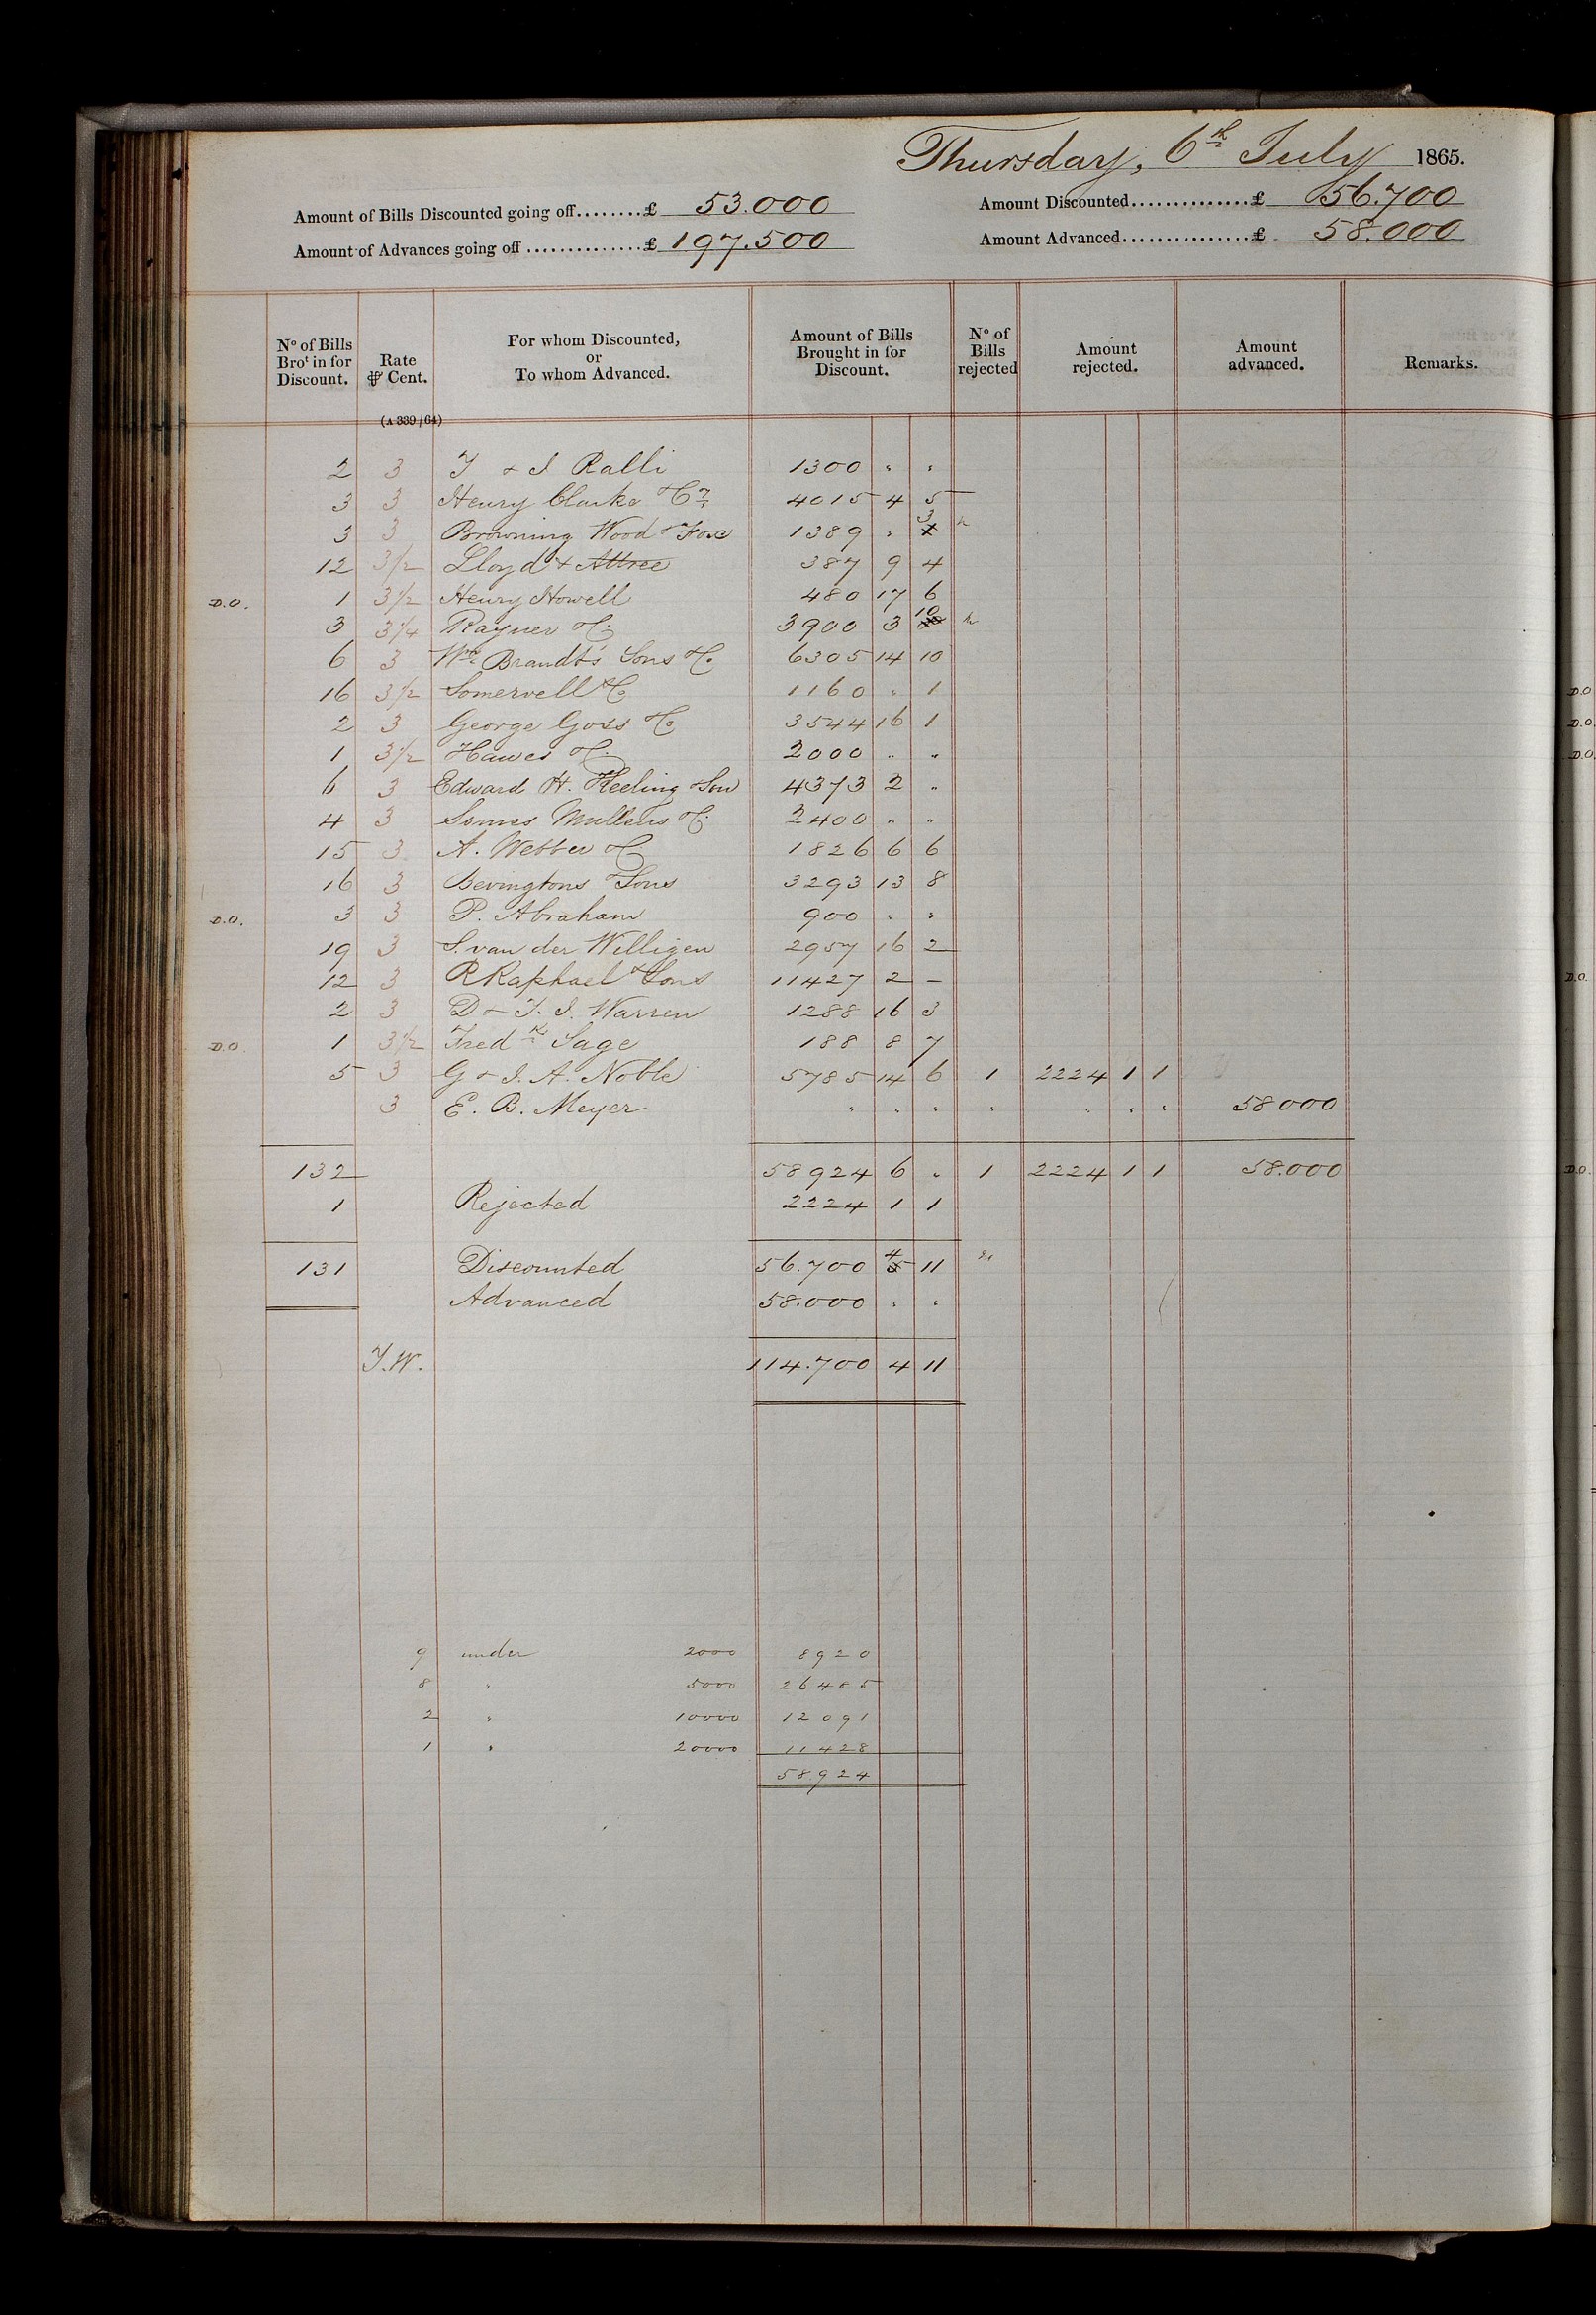 Thursday, 6th July 1865.
Amount of Bills Discounted going off........£ 53.000
Amount Discounted..............£ 56.700
Amount of Advances going off ..............£ 197.500
Amount Advanced...............£ 58.000
No of Bills Brot in for Discount. | Rate ⅌ Cent. | For whom Discounted, or To whom Advanced. | Amount of Bills Brought in for Discount. | No of Bills rejected | Amount rejected. | Amount advanced. | Remarks.
(A 339/64)
2 3 & I Ralli 1300 " "
3 3 Henry Clarke & Co 4015 4 5
3 3 Browning Wood & Fox 1389 " 3
12 3½ Lloyd & Attree 387 9 4
D.O. 1 3½ Henry Howell 480 17 6
3 3¼ Rayner & Co 3900 3 10
6 3 Wm Brandt's Sons & Co 6305 14 10
16 3½ Somervell & Co 1160 " 1
2 3 George Goss & Co 3544 16 1
1 3½ Hawes & Co 2000 " "
6 3 Edward H. Keeling & Son 4373 2 "
4 3 Somes Mullens & Co 2400 " "
15 3 A. Webber & Co 1826 6 6
16 3 Bevingtons & Sons 3293 13 8
D.O. 3 3 P. Abraham 900 " "
19 3 S. van der Willigen 2957 16 2
12 3 R Raphael & Sons 11427 2 –
2 3 D & Warren 1288 16 3
D.O. 1 3½ Fredk Sage 188 8 7
5 3 G & J. A. Noble 5785 14 6 1 2224 1 1
3 E. B. Meyer " " " " " " " 58000
132 58924 6 " 1 2224 1 1 58.000
1 Rejected 2224 1 1
131 Discounted 56.700 4 11
Advanced 58.000 " "
J.W. 114.700 4 11
9 under 2000 8920
8 " 5000 26485
2 " 10000 12091
1 " 20000 11428
58.924